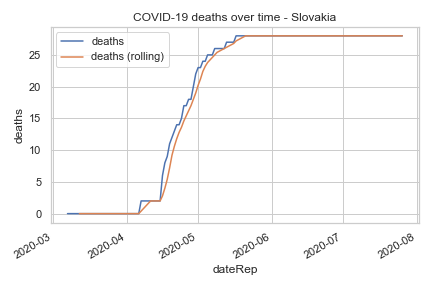 COVID-19 deaths over time - Slovakia
deaths
deaths (rolling)
25
20
15
10
5
0
deaths
2020-03
2020-04
2020-05
2020-06
2020-07
2020-08
dateRep